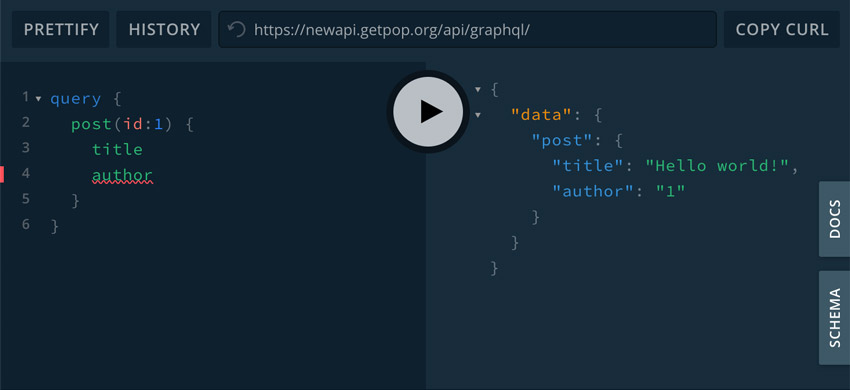 PRETTIFY HISTORY https://newapi.getpop.org/api/graphql/ COPY CURL
1 query {
2 post(id:1) {
3 title
4 author
5 }
6 }
{
"data": {
"post": {
"title": "Hello world!",
"author": "1"
}
}
}
DOCS
SCHEMA